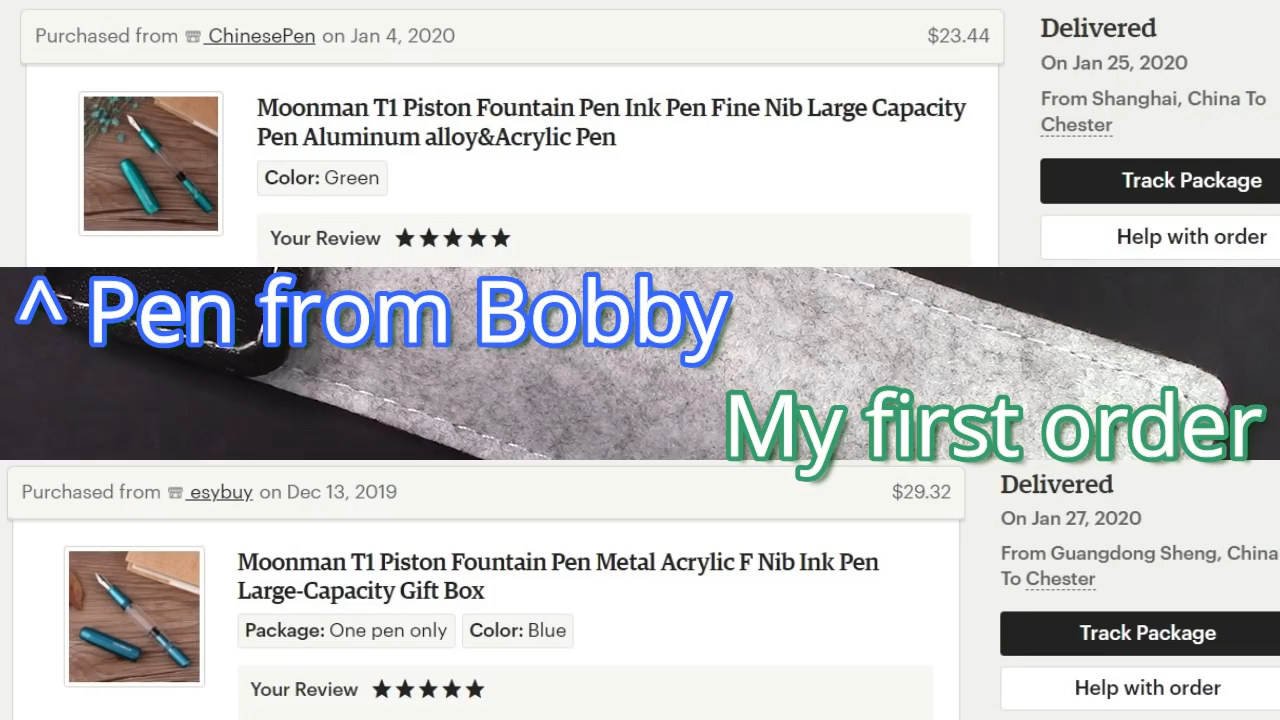 Purchased from ChinesePen on Jan 4, 2020 $23.44
Delivered
On Jan 25, 2020
From Shanghai, China To
Chester
Moonman T1 Piston Fountain Pen Ink Pen Fine Nib Large Capacity
Pen Aluminum alloy&Acrylic Pen
Color: Green
Track Package
Your Review ★★★★★
Help with order
^ Pen from Bobby
My first order
Purchased from esybuy on Dec 13, 2019 $29.32
Delivered
On Jan 27, 2020
From Guangdong Sheng, China
To Chester
Moonman T1 Piston Fountain Pen Metal Acrylic F Nib Ink Pen
Large-Capacity Gift Box
Package: One pen only Color: Blue
Track Package
Your Review ★★★★★
Help with order